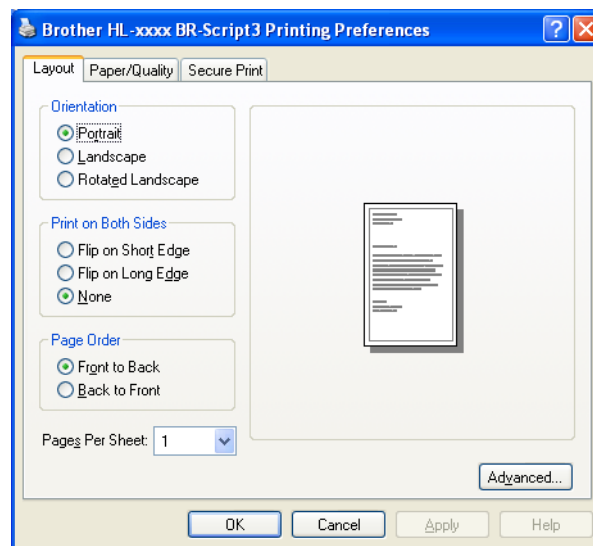 Brother HL-xxxx BR-Script3 Printing Preferences
Layout Paper/Quality Secure Print
Orientation
Portrait
Landscape
Rotated Landscape
Print on Both Sides
Flip on Short Edge
Flip on Long Edge
None
Page Order
Front to Back
Back to Front
Pages Per Sheet: 1
Advanced...
OK Cancel Apply Help